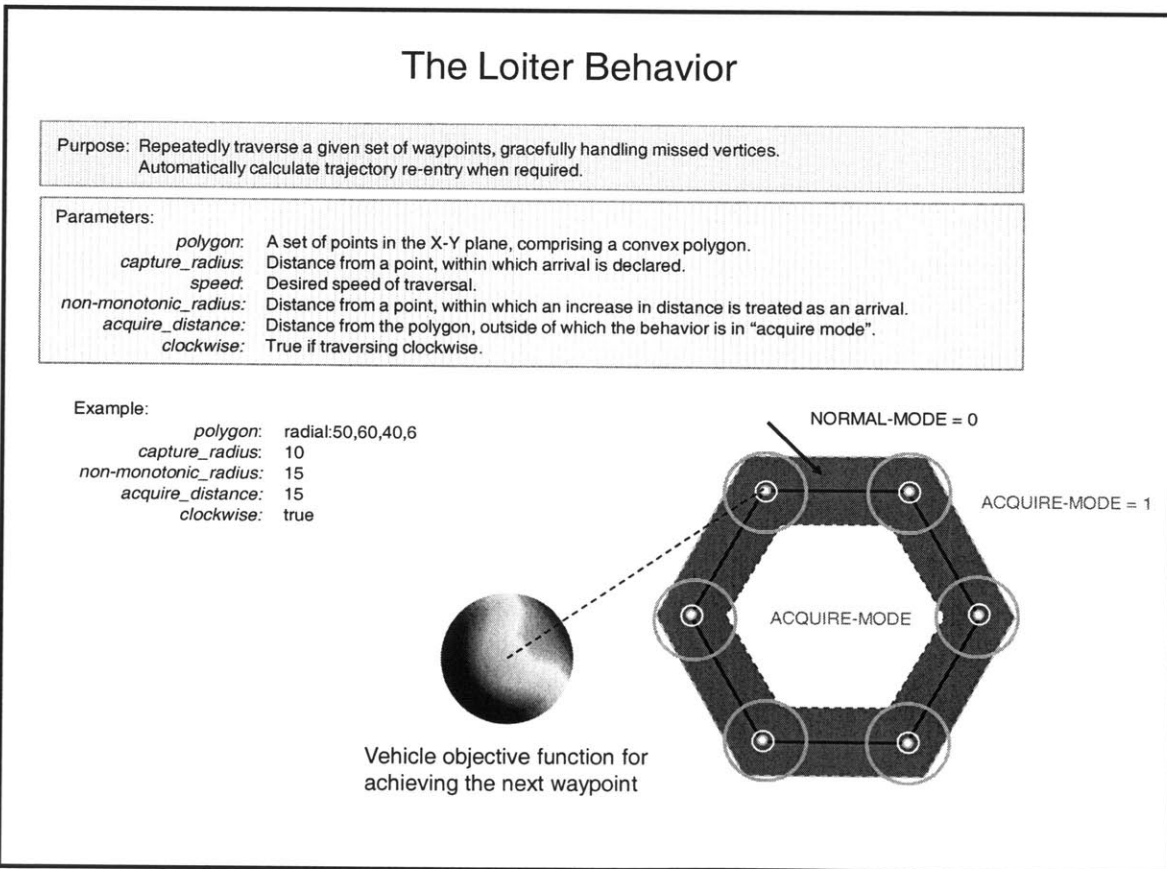 The Loiter Behavior
Purpose: Repeatedly traverse a given set of waypoints, gracefully handling missed vertices.
Automatically calculate trajectory re-entry when required.
Parameters:
polygon: A set of points in the X-Y plane, comprising a convex polygon.
capture_radius: Distance from a point, within which arrival is declared.
speed: Desired speed of traversal.
non-monotonic_radius: Distance from a point, within which an increase in distance is treated as an arrival.
acquire_distance: Distance from the polygon, outside of which the behavior is in “acquire mode”.
clockwise: True if traversing clockwise.
Example:
polygon: radial:50,60,40,6
capture_radius: 10
non-monotonic_radius: 15
acquire_distance: 15
clockwise: true
NORMAL-MODE = 0
ACQUIRE-MODE = 1
ACQUIRE-MODE
Vehicle objective function for
achieving the next waypoint